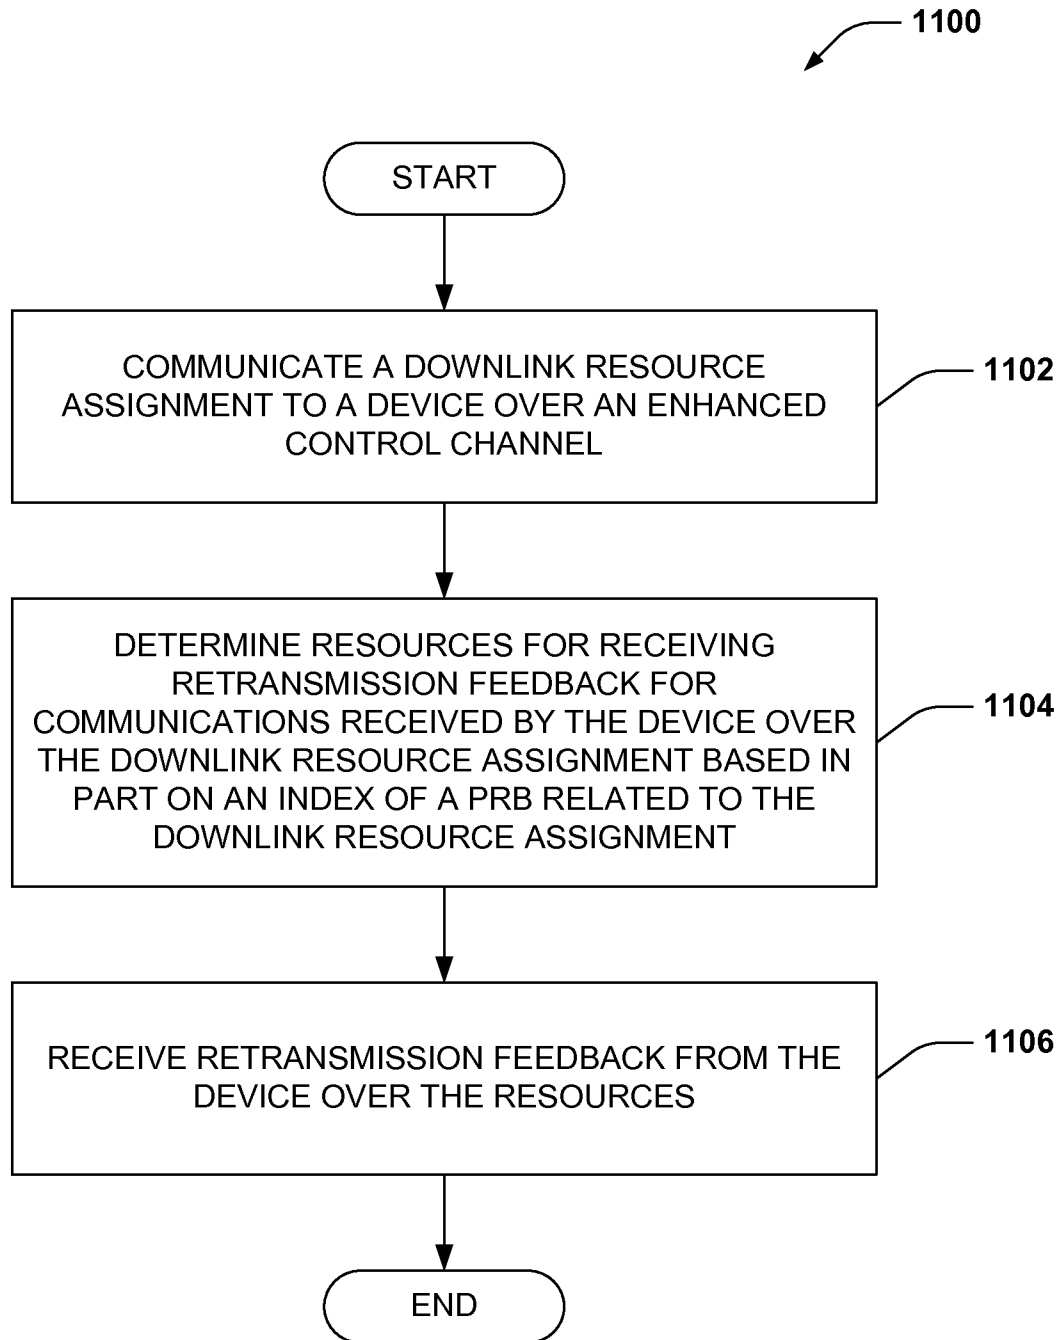 1100
START
COMMUNICATE A DOWNLINK RESOURCE
ASSIGNMENT TO A DEVICE OVER AN ENHANCED
CONTROL CHANNEL
1102
DETERMINE RESOURCES FOR RECEIVING
RETRANSMISSION FEEDBACK FOR
COMMUNICATIONS RECEIVED BY THE DEVICE OVER
THE DOWNLINK RESOURCE ASSIGNMENT BASED IN
PART ON AN INDEX OF A PRB RELATED TO THE
DOWNLINK RESOURCE ASSIGNMENT
1104
RECEIVE RETRANSMISSION FEEDBACK FROM THE
DEVICE OVER THE RESOURCES
1106
END